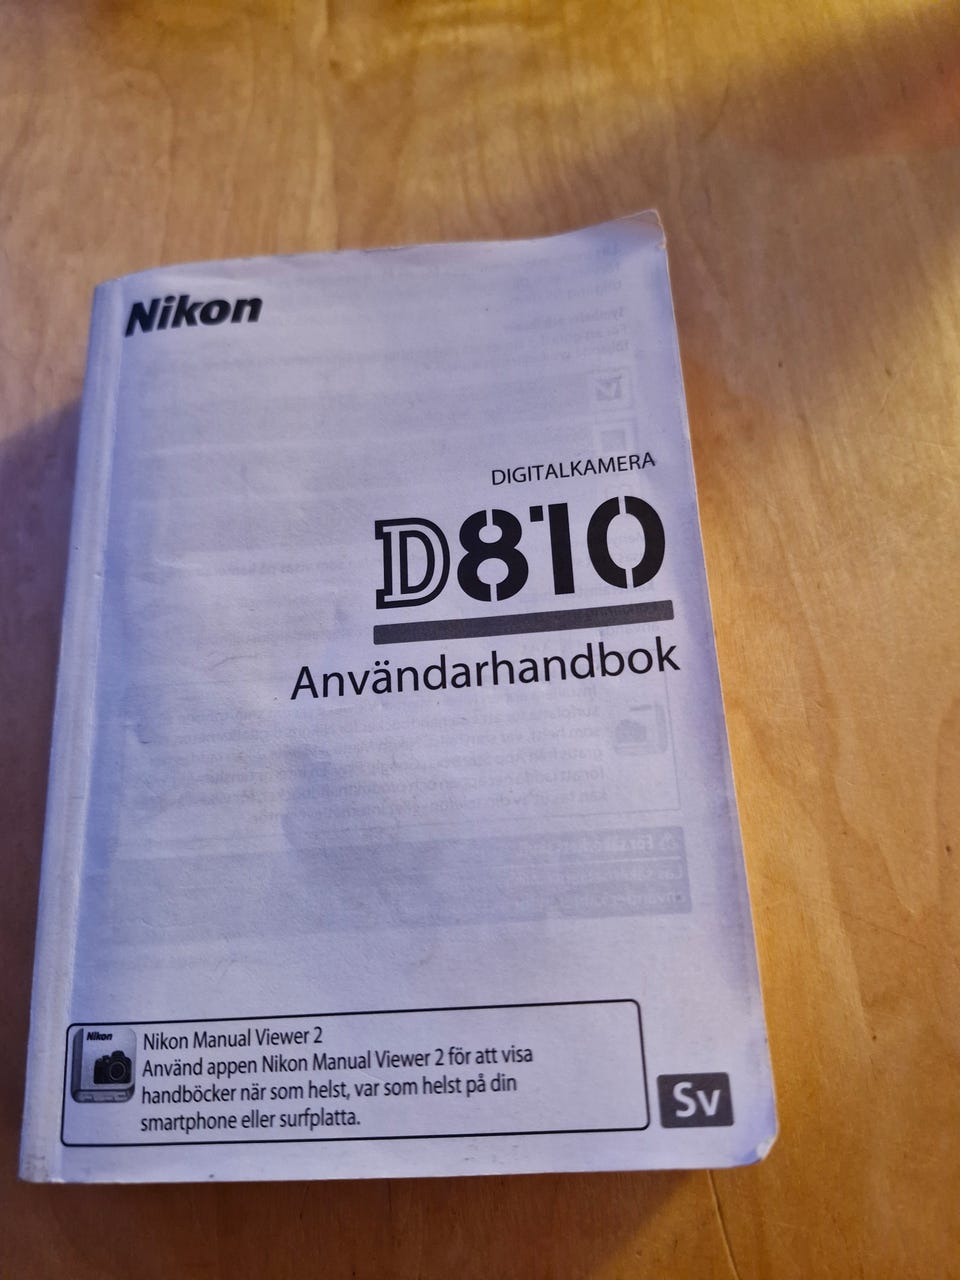 Nikon
DIGITALKAMERA
D810
Användarhandbok
Nikon
Nikon Manual Viewer 2
Använd appen Nikon Manual Viewer 2 för att visa
handböcker när som helst, var som helst på din
smartphone eller surfplatta.
Sv